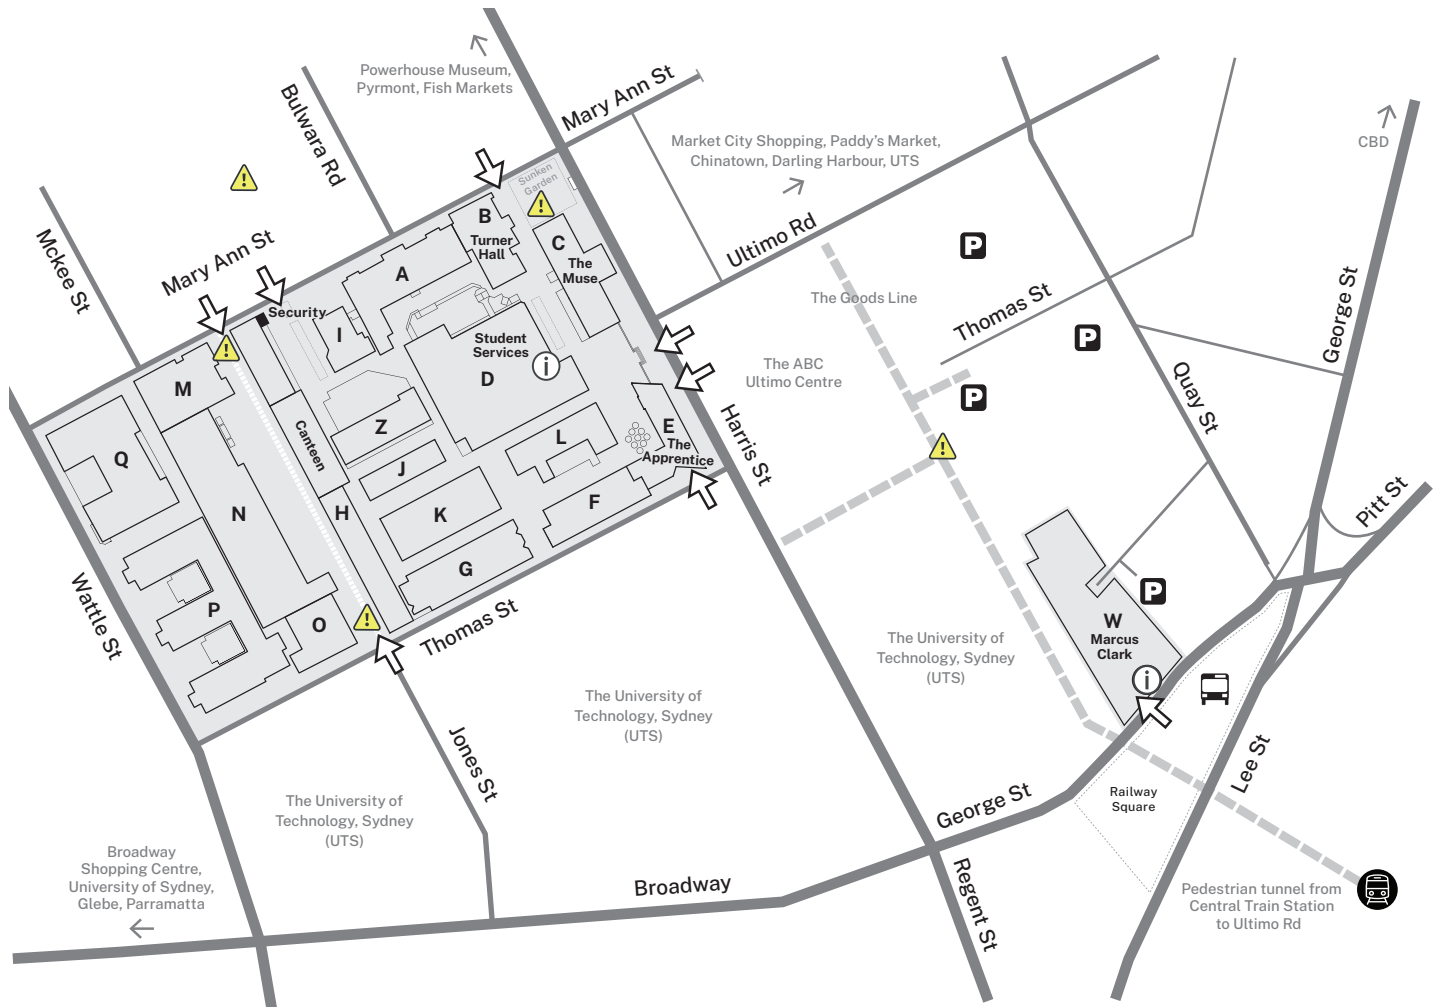 Powerhouse Museum,
Pyrmont, Fish Markets
Mary Ann St
Bulwara Rd
Market City Shopping, Paddy's Market,
Chinatown, Darling Harbour, UTS
CBD
Sunken
Garden
B
Turner
Hall
C
The
Muse
Mckee St
Mary Ann St
A
Ultimo Rd
P
The Goods Line
Thomas St
George St
Security
I
Student
Services
i
D
The ABC
Ultimo Centre
P
P
Quay St
M
Harris St
Q
Canteen
Z
J
L
E
The
Apprentice
N
H
K
F
G
Pitt St
Wattle St
P
O
Thomas St
P
W
Marcus
Clark
i
The University of
Technology, Sydney
(UTS)
The University of
Technology, Sydney
(UTS)
Jones St
Lee St
The University of
Technology, Sydney
(UTS)
George St
Railway
Square
Broadway
Shopping Centre,
University of Sydney,
Glebe, Parramatta
Broadway
Regent St
Pedestrian tunnel from
Central Train Station
to Ultimo Rd